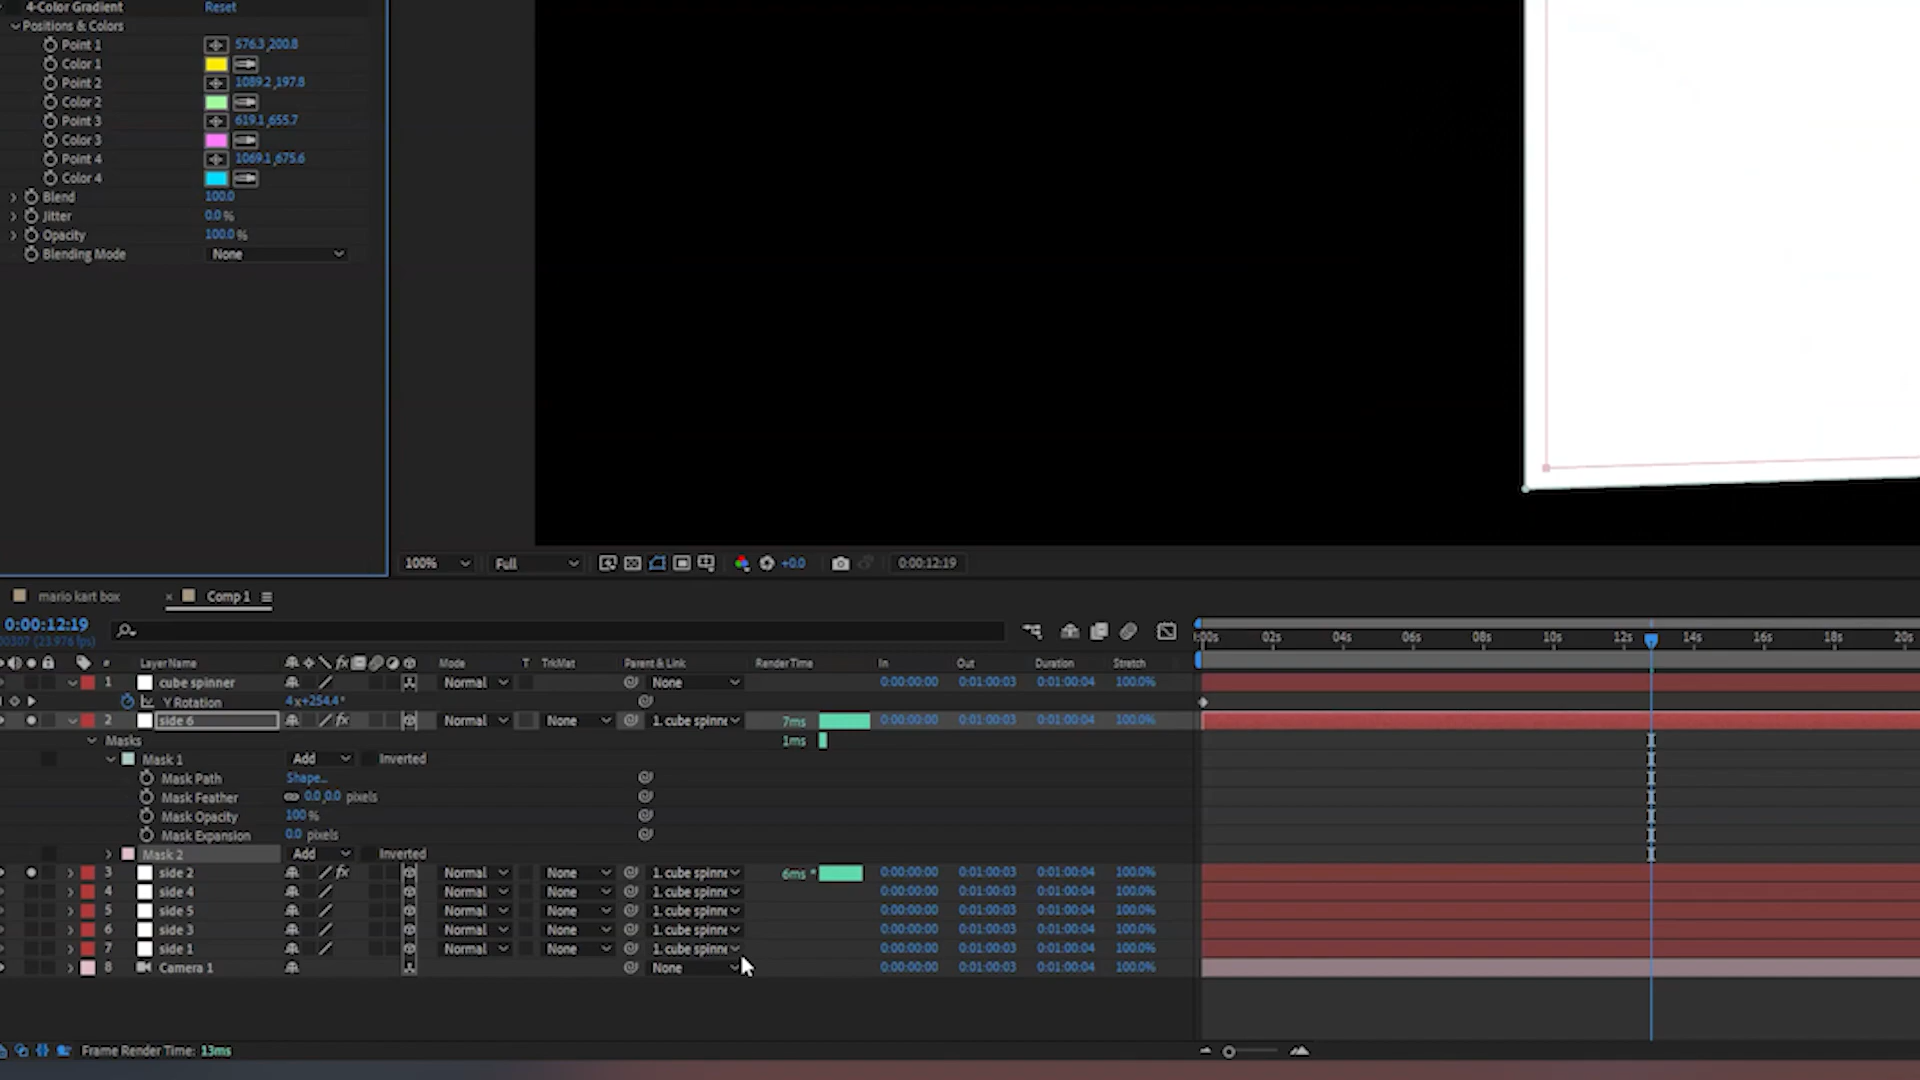 4-Color Gradient Reset
Positions & Colors
Point 1 576.3,200.8
Color 1
Point 2 1089.2,197.8
Color 2
Point 3 619.1,655.7
Color 3
Point 4 1069.1,675.6
Color 4
Blend 100.0
Jitter 0.0 %
Opacity 100.0 %
Blending Mode None
100% Full +0.0 0:00:12:19
mario kart box × Comp 1
0:00:12:19
00307 (23.976 fps)
:00s 02s 04s 06s 08s 10s 12s 14s 16s 18s 20s
# Layer Name fx Mode T TrkMat Parent & Link Render Time In Out Duration Stretch
1 cube spinner Normal None 0:00:00:00 0:01:00:03 0:01:00:04 100.0%
Y Rotation 4x+254.4°
2 side 6 fx Normal None 1. cube spinne 7ms 0:00:00:00 0:01:00:03 0:01:00:04 100.0%
Masks 1ms
Mask 1 Add Inverted
Mask Path Shape...
Mask Feather 0.0,0.0 pixels
Mask Opacity 100 %
Mask Expansion 0.0 pixels
Mask 2 Add Inverted
3 side 2 fx Normal None 1. cube spinne 6ms * 0:00:00:00 0:01:00:03 0:01:00:04 100.0%
4 side 4 Normal None 1. cube spinne 0:00:00:00 0:01:00:03 0:01:00:04 100.0%
5 side 5 Normal None 1. cube spinne 0:00:00:00 0:01:00:03 0:01:00:04 100.0%
6 side 3 Normal None 1. cube spinne 0:00:00:00 0:01:00:03 0:01:00:04 100.0%
7 side 1 Normal None 1. cube spinne 0:00:00:00 0:01:00:03 0:01:00:04 100.0%
8 Camera 1 None 0:00:00:00 0:01:00:03 0:01:00:04 100.0%
Frame Render Time: 13ms